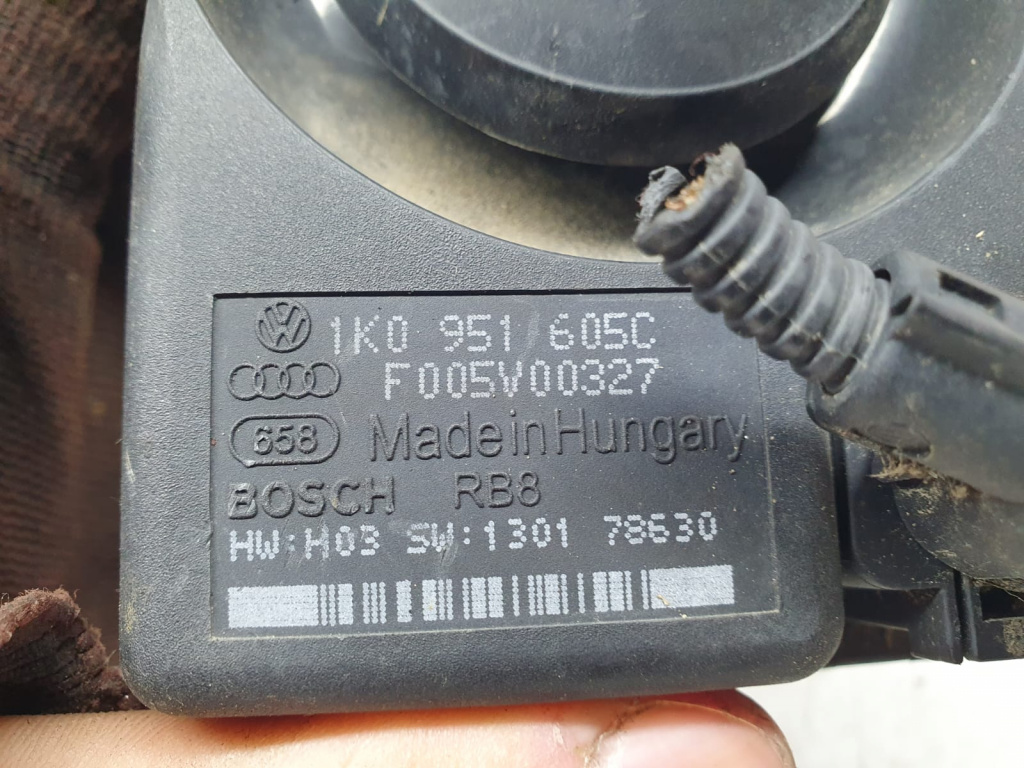 1K0 951 605C
F005V00327
658 Made in Hungary
BOSCH RB8
HW:H03 SW:1301 78630